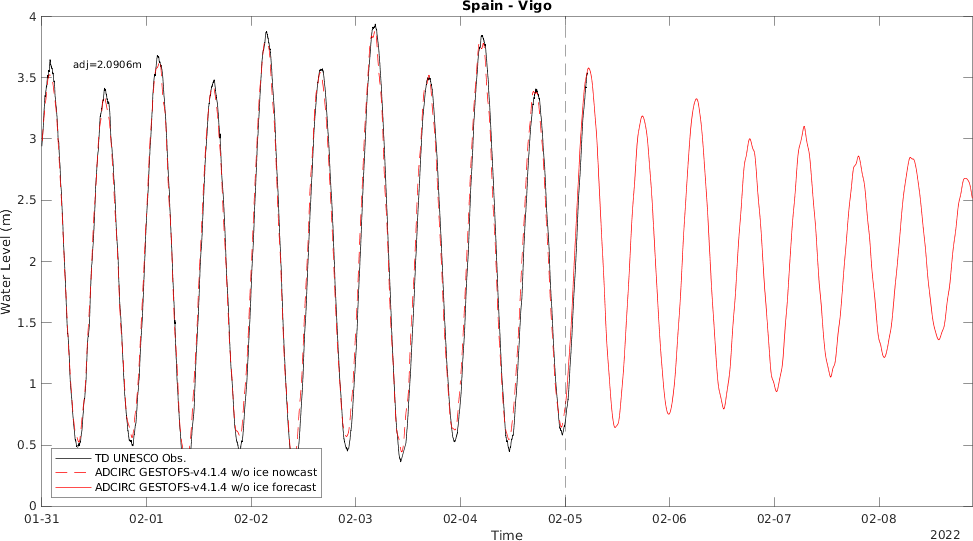 Spain - Vigo
adj=2.0906m
Water Level (m)
4
3.5
3
2.5
2
1.5
1
0.5
0
TD UNESCO Obs.
ADCIRC GESTOFS-v4.1.4 w/o ice nowcast
ADCIRC GESTOFS-v4.1.4 w/o ice forecast
01-31 02-01 02-02 02-03 02-04 02-05 02-06 02-07 02-08
Time
2022